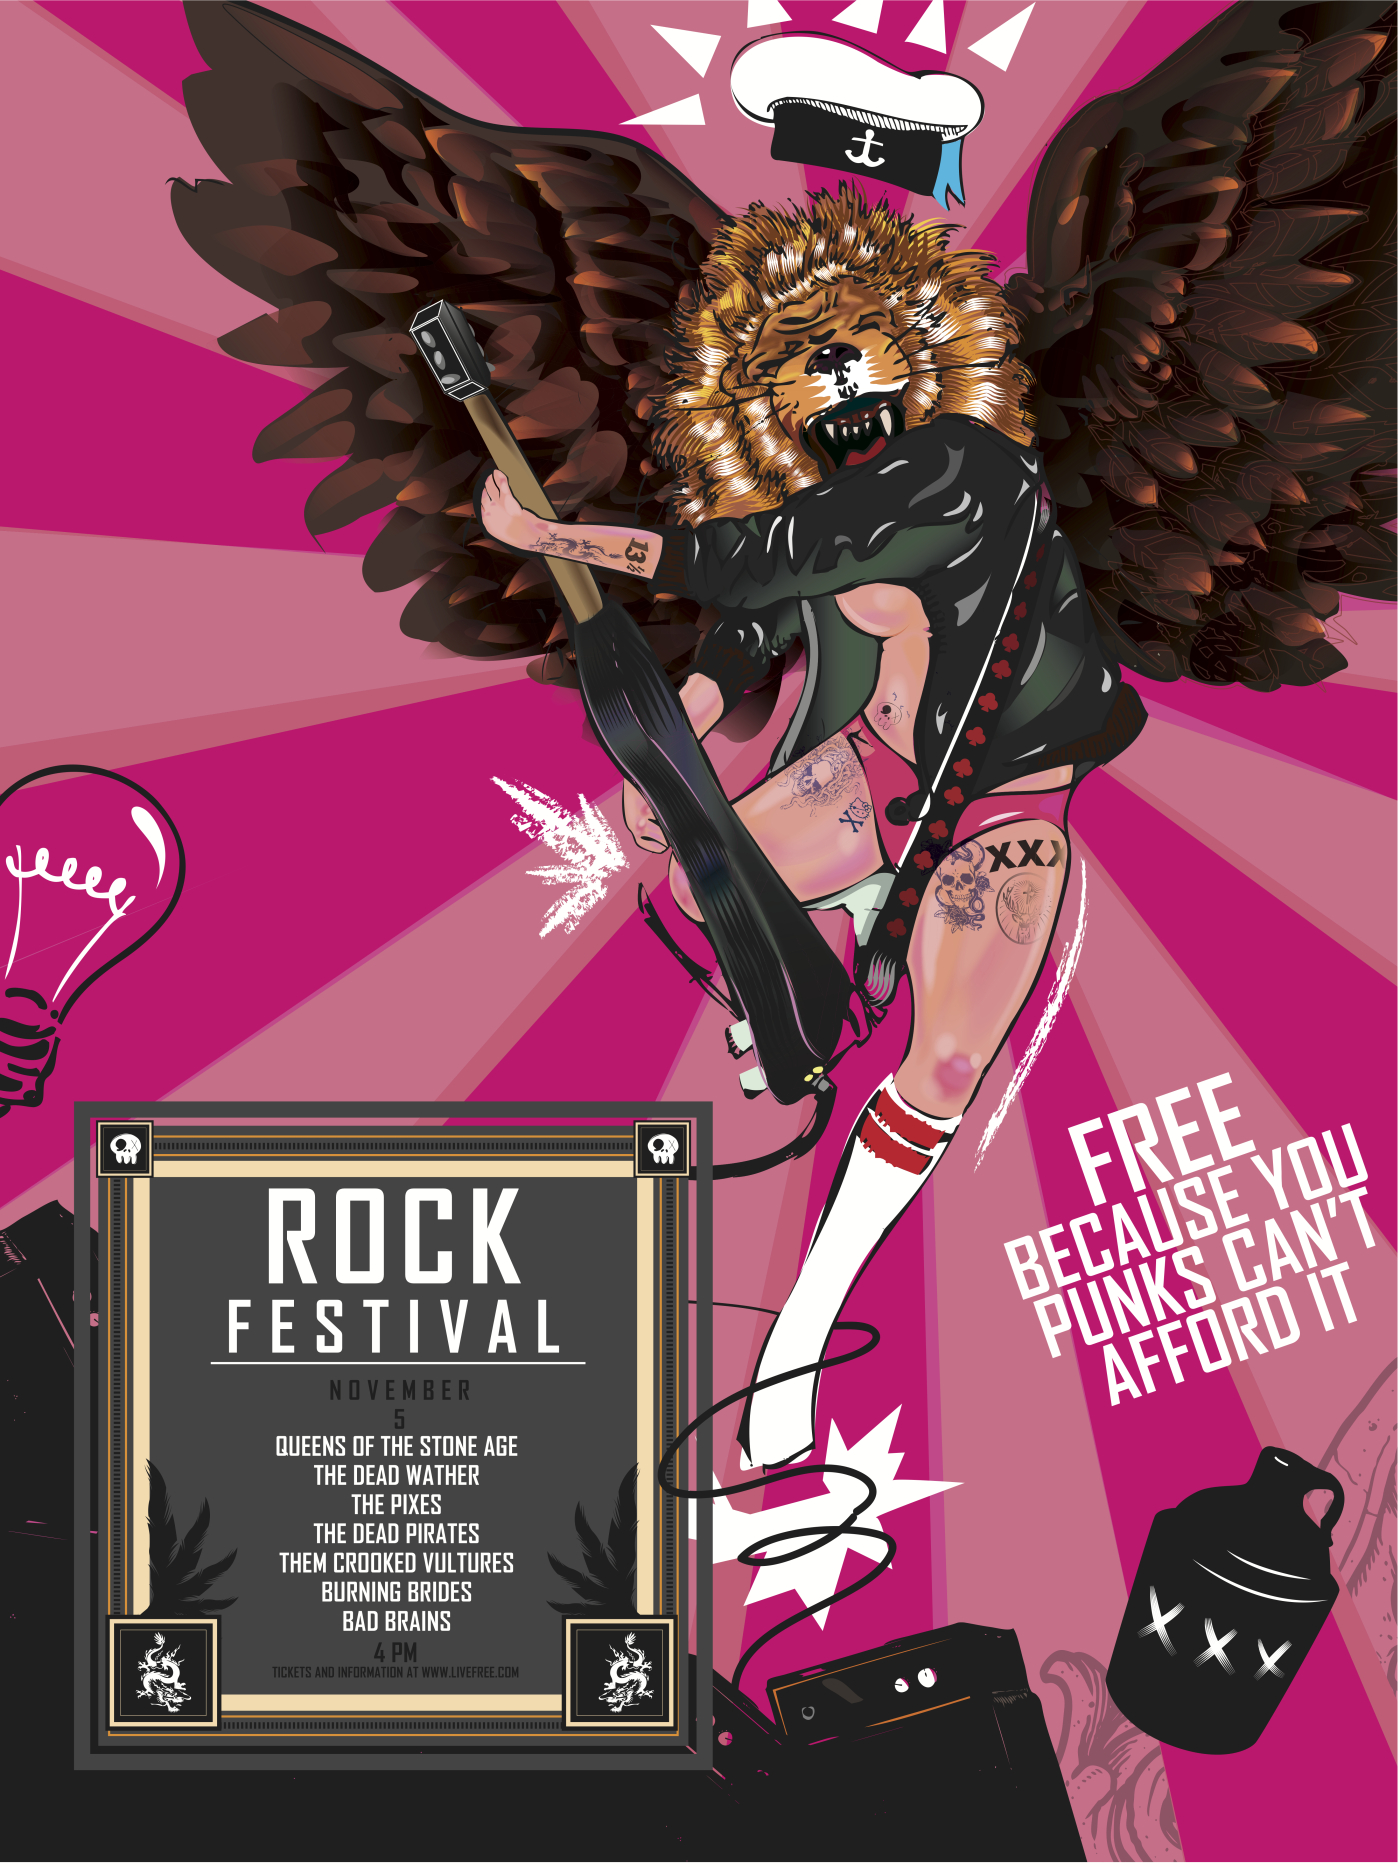 13½
XXX
ROCK
FESTIVAL
NOVEMBER
5
QUEENS OF THE STONE AGE
THE DEAD WATHER
THE PIXES
THE DEAD PIRATES
THEM CROOKED VULTURES
BURNING BRIDES
BAD BRAINS
4 PM
TICKETS AND INFORMATION AT WWW.LIVEFREE.COM
FREE
BECAUSE YOU
PUNKS CAN'T
AFFORD IT
X X X